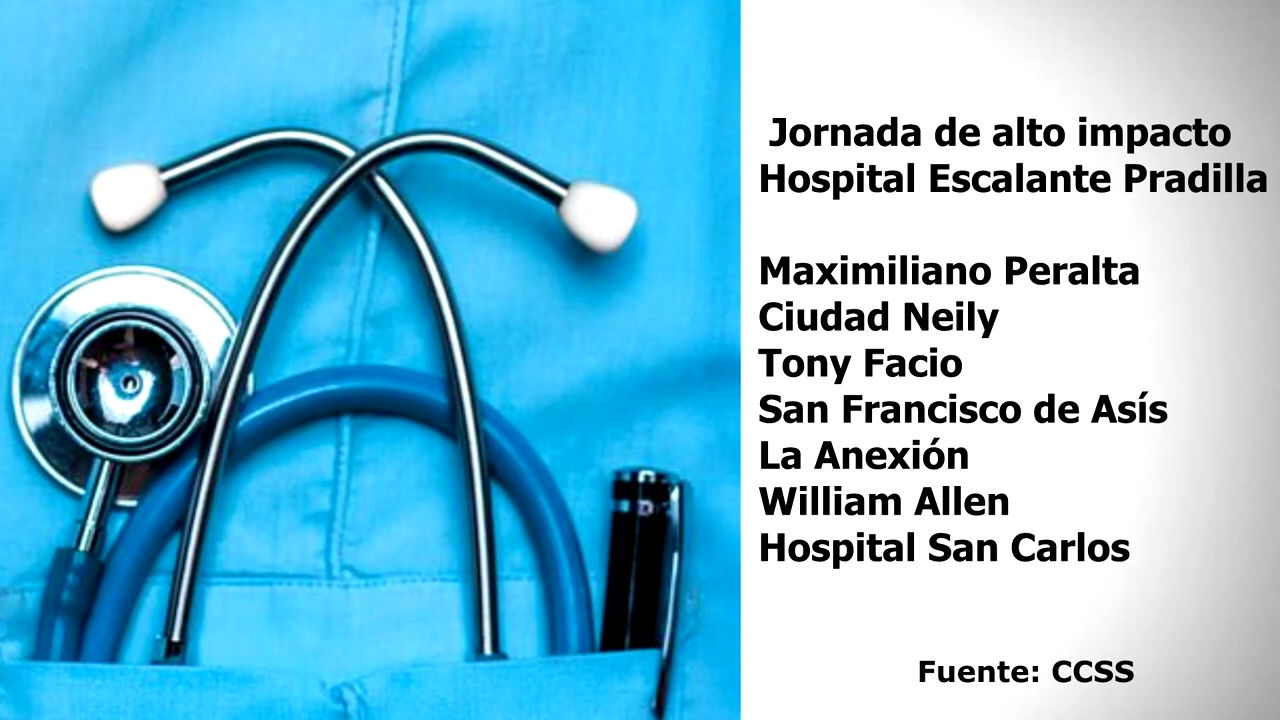 Jornada de alto impacto
Hospital Escalante Pradilla
Maximiliano Peralta
Ciudad Neily
Tony Facio
San Francisco de Asís
La Anexión
William Allen
Hospital San Carlos
Fuente: CCSS